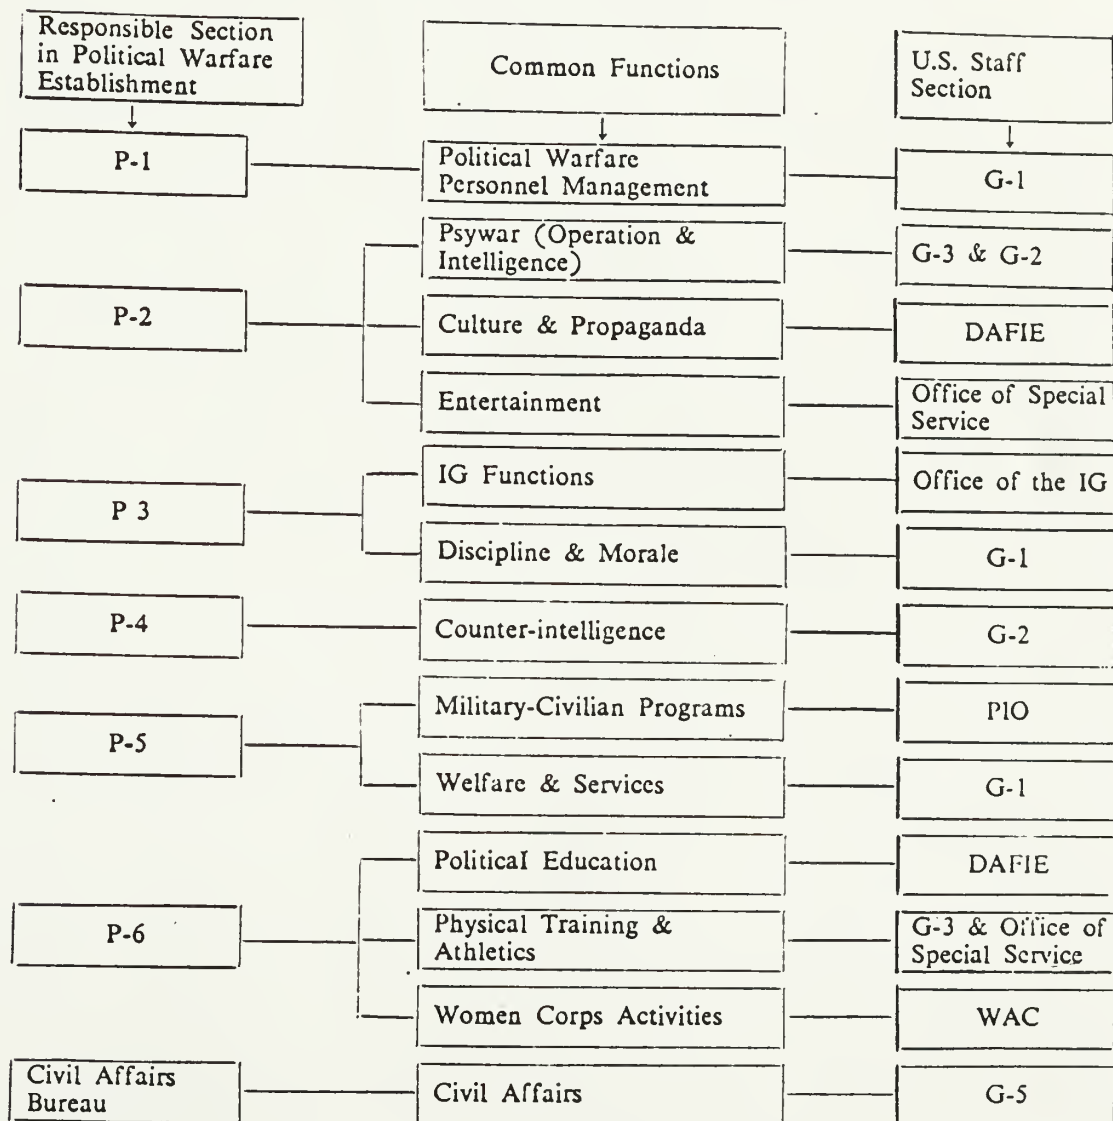 Responsible Section
in Political Warfare
Establishment
Common Functions
U.S. Staff
Section
P-1
Political Warfare
Personnel Management
G-1
P-2
Psywar (Operation &
Intelligence)
G-3 & G-2
Culture & Propaganda
DAFIE
Entertainment
Office of Special
Service
P 3
IG Functions
Office of the IG
Discipline & Morale
G-1
P-4
Counter-intelligence
G-2
P-5
Military-Civilian Programs
PIO
Welfare & Services
G-1
P-6
Political Education
DAFIE
Physical Training &
Athletics
G-3 & Office of
Special Service
Women Corps Activities
WAC
Civil Affairs
Bureau
Civil Affairs
G-5